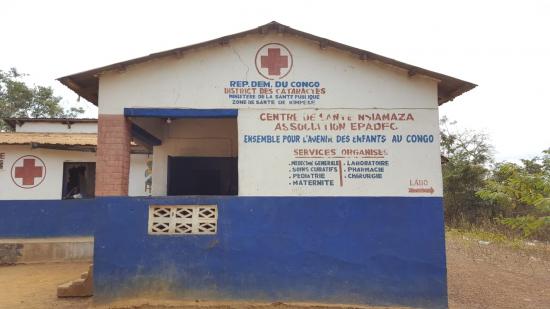 REP. DEM. DU CONGO
DISTRICT DES CATARACTES
MINISTERE DE LA SANTE PUBLIQUE
ZONE DE SANTE DE KIMPESE
CENTRE DE SANTE NSIAMAZA
ASSOCIATION EPADEC
ENSEMBLE POUR L'AVENIR DES ENFANTS AU CONGO
SERVICES ORGANISES
- MEDECINE GENERALE
- SOINS CURATIFS
- PEDIATRIE
- MATERNITE
- LABORATOIRE
- PHARMACIE
- CHIRURGIE
LABO